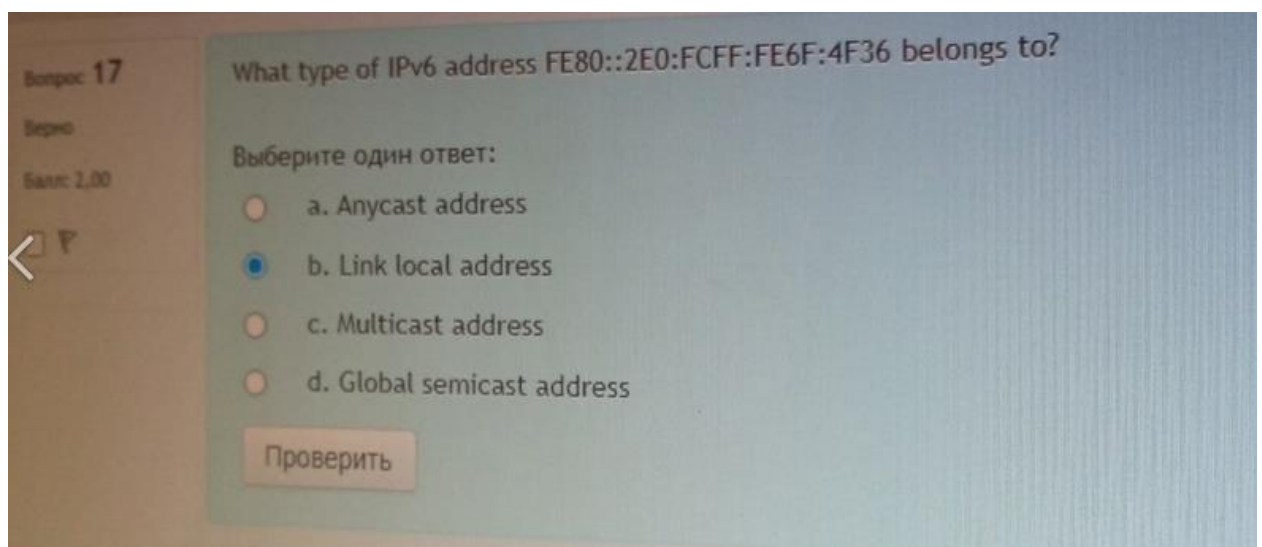 Вопрос 17
Верно
Балл: 2,00
What type of IPv6 address FE80::2E0:FCFF:FE6F:4F36 belongs to?
Выберите один ответ:
a. Anycast address
b. Link local address
c. Multicast address
d. Global semicast address
Проверить